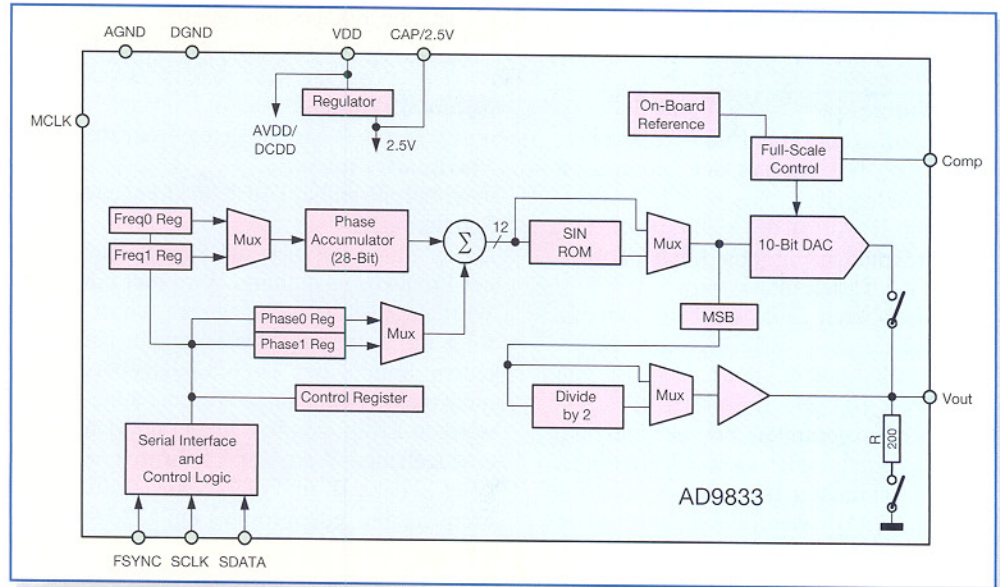 AGND
DGND
VDD
CAP/2.5V
Regulator
MCLK
AVDD/
DCDD
2.5V
On-Board
Reference
Full-Scale
Control
Comp
Freq0 Reg
Freq1 Reg
Mux
Phase
Accumulator
(28-Bit)
Σ
12
SIN
ROM
Mux
10-Bit DAC
Phase0 Reg
Phase1 Reg
Mux
MSB
Control Register
Divide
by 2
Mux
Vout
R
200
Serial Interface
and
Control Logic
AD9833
FSYNC
SCLK
SDATA